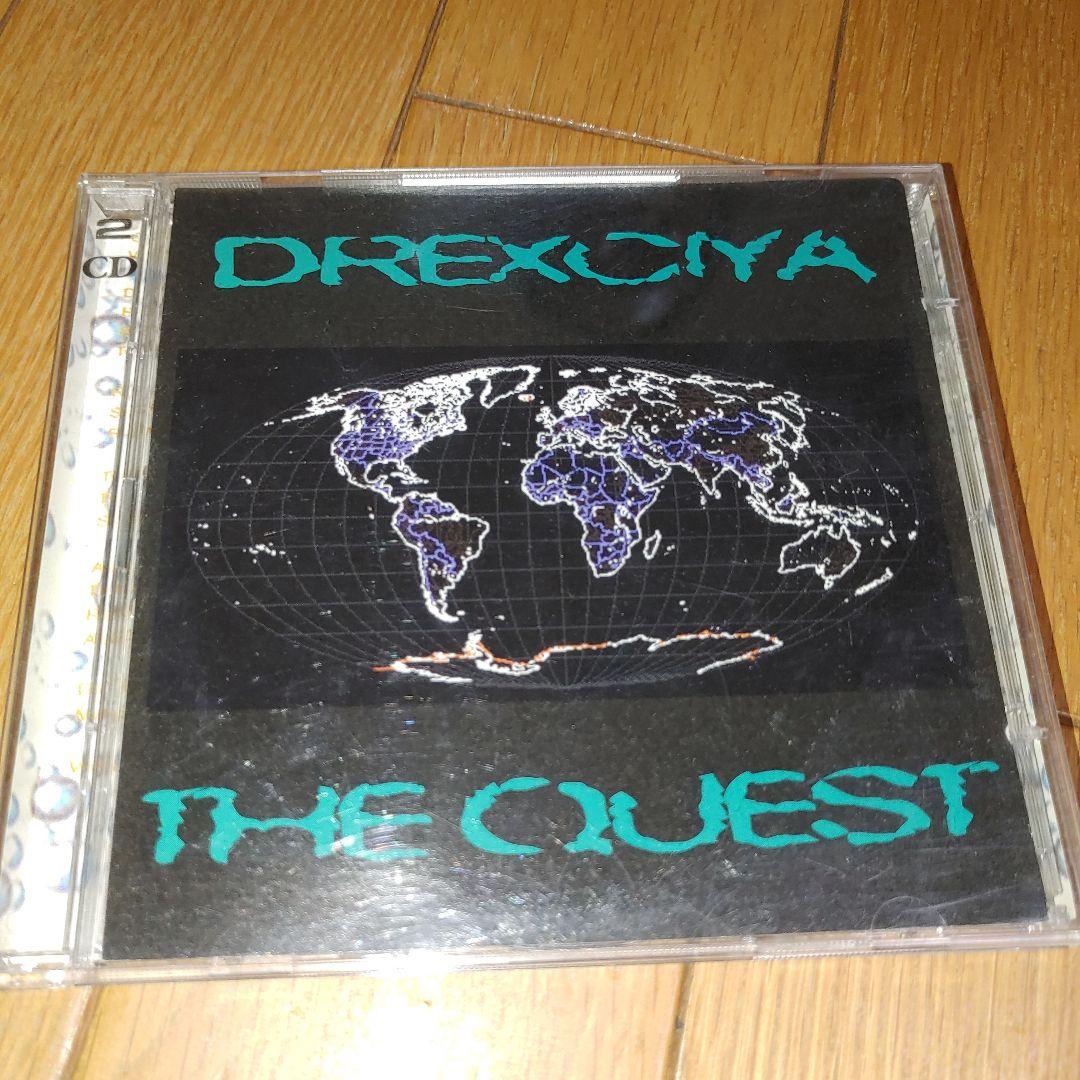 2
CD
DREXCIYA
THE QUEST